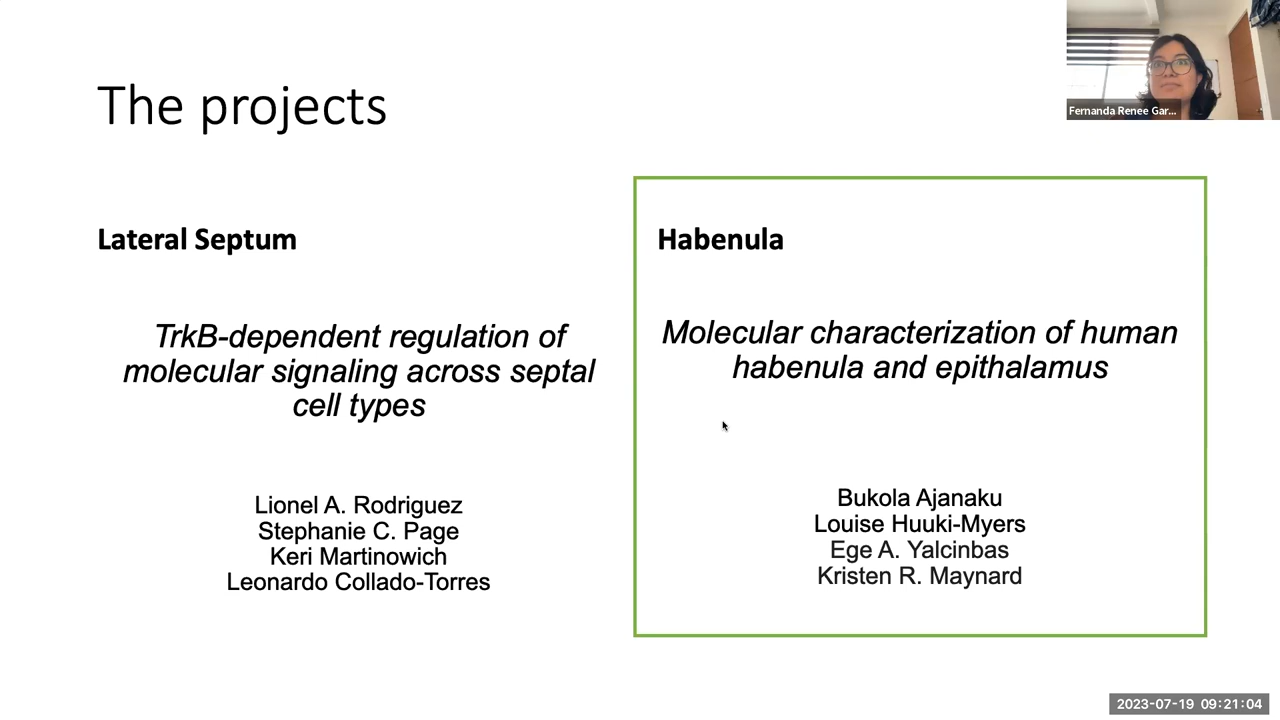 The projects
Fernanda Renee Gar...
Lateral Septum
TrkB-dependent regulation of
molecular signaling across septal
cell types
Lionel A. Rodriguez
Stephanie C. Page
Keri Martinowich
Leonardo Collado-Torres
Habenula
Molecular characterization of human
habenula and epithalamus
Bukola Ajanaku
Louise Huuki-Myers
Ege A. Yalcinbas
Kristen R. Maynard
2023-07-19 09:21:04